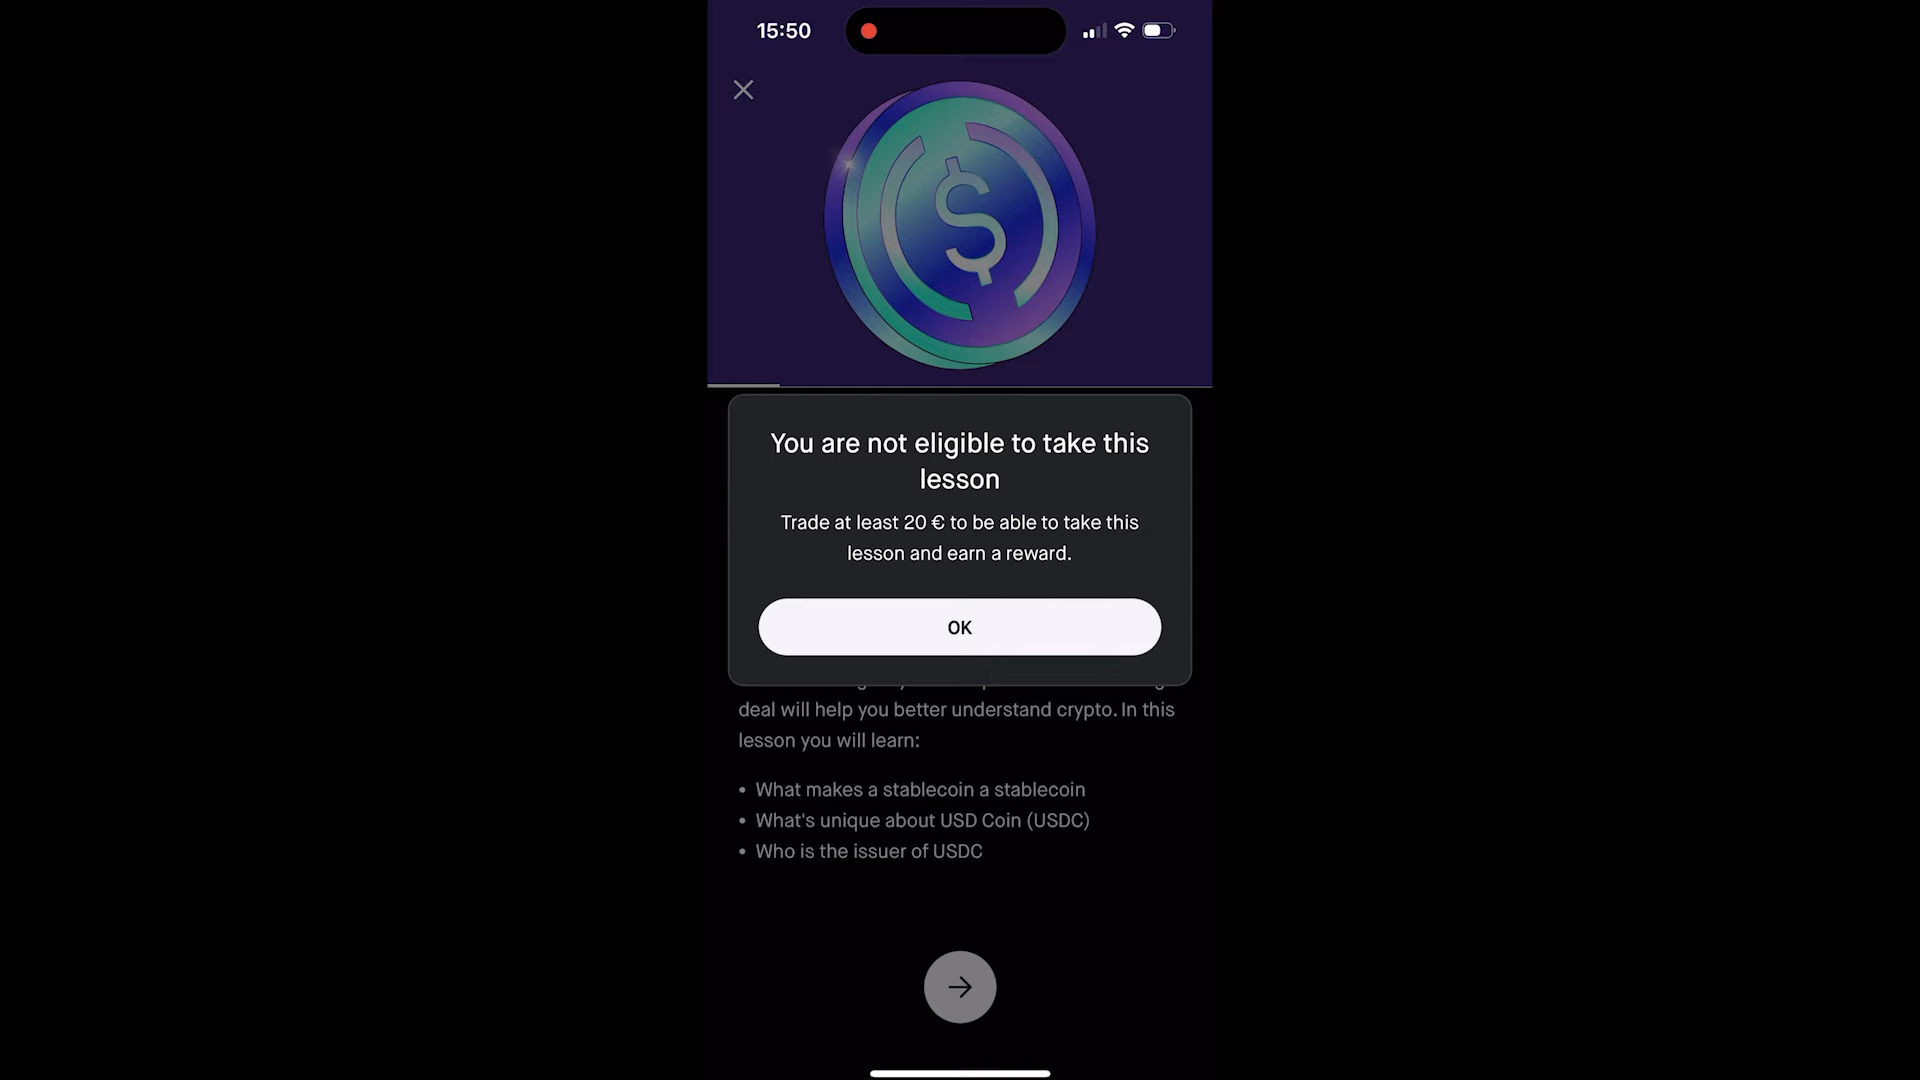 15:50
You are not eligible to take this
lesson
Trade at least 20 € to be able to take this
lesson and earn a reward.
OK
deal will help you better understand crypto. In this
lesson you will learn:
• What makes a stablecoin a stablecoin
• What's unique about USD Coin (USDC)
• Who is the issuer of USDC